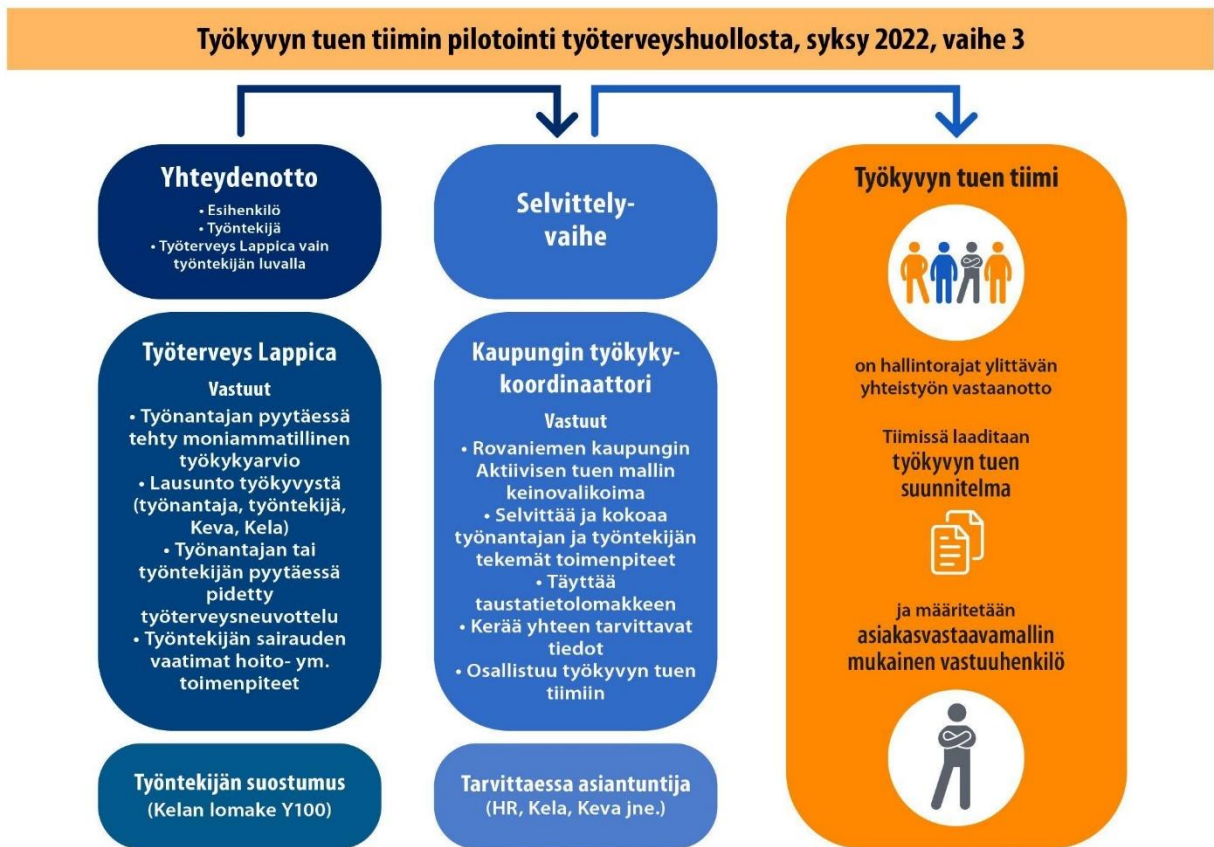 Työkyvyn tuen tiimin pilotointi työterveyshuollosta, syksy 2022, vaihe 3
Yhteydenotto
• Esihenkilö
• Työntekijä
• Työterveys Lappica vain
työntekijän luvalla
Työterveys Lappica
Vastuut
• Työnantajan pyytäessä
tehty moniammatillinen
työkykyarvio
• Lausunto työkyvystä
(työnantaja, työntekijä,
Keva, Kela)
• Työnantajan tai
työntekijän pyytäessä
pidetty
työterveysneuvottelu
• Työntekijän sairauden
vaatimat hoito- ym.
toimenpiteet
Työntekijän suostumus
(Kelan lomake Y100)
Selvittely-
vaihe
Kaupungin työkyky-
koordinaattori
Vastuut
• Rovaniemen kaupungin
Aktiivisen tuen mallin
keinovalikoima
• Selvittää ja kokoaa
työnantajan ja työntekijän
tekemät toimenpiteet
• Täyttää
taustatietolomakkeen
• Kerää yhteen tarvittavat
tiedot
• Osallistuu työkyvyn tuen
tiimiin
Tarvittaessa asiantuntija
(HR, Kela, Keva jne.)
Työkyvyn tuen tiimi
on hallintorajat ylittävän
yhteistyön vastaanotto
Tiimissä laaditaan
työkyvyn tuen
suunnitelma
ja määritetään
asiakasvastaavamallin
mukainen vastuuhenkilö